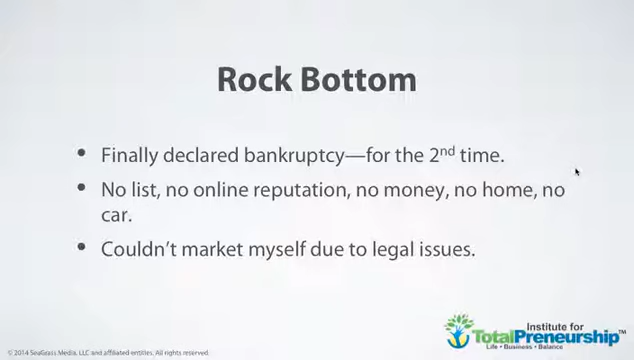 Rock Bottom
• Finally declared bankruptcy—for the 2nd time.
• No list, no online reputation, no money, no home, no
car.
• Couldn't market myself due to legal issues.
Institute for
TotalPreneurship™
Life • Business • Balance
© 2014 SeaGrass Media, LLC and affiliated entities. All rights reserved.